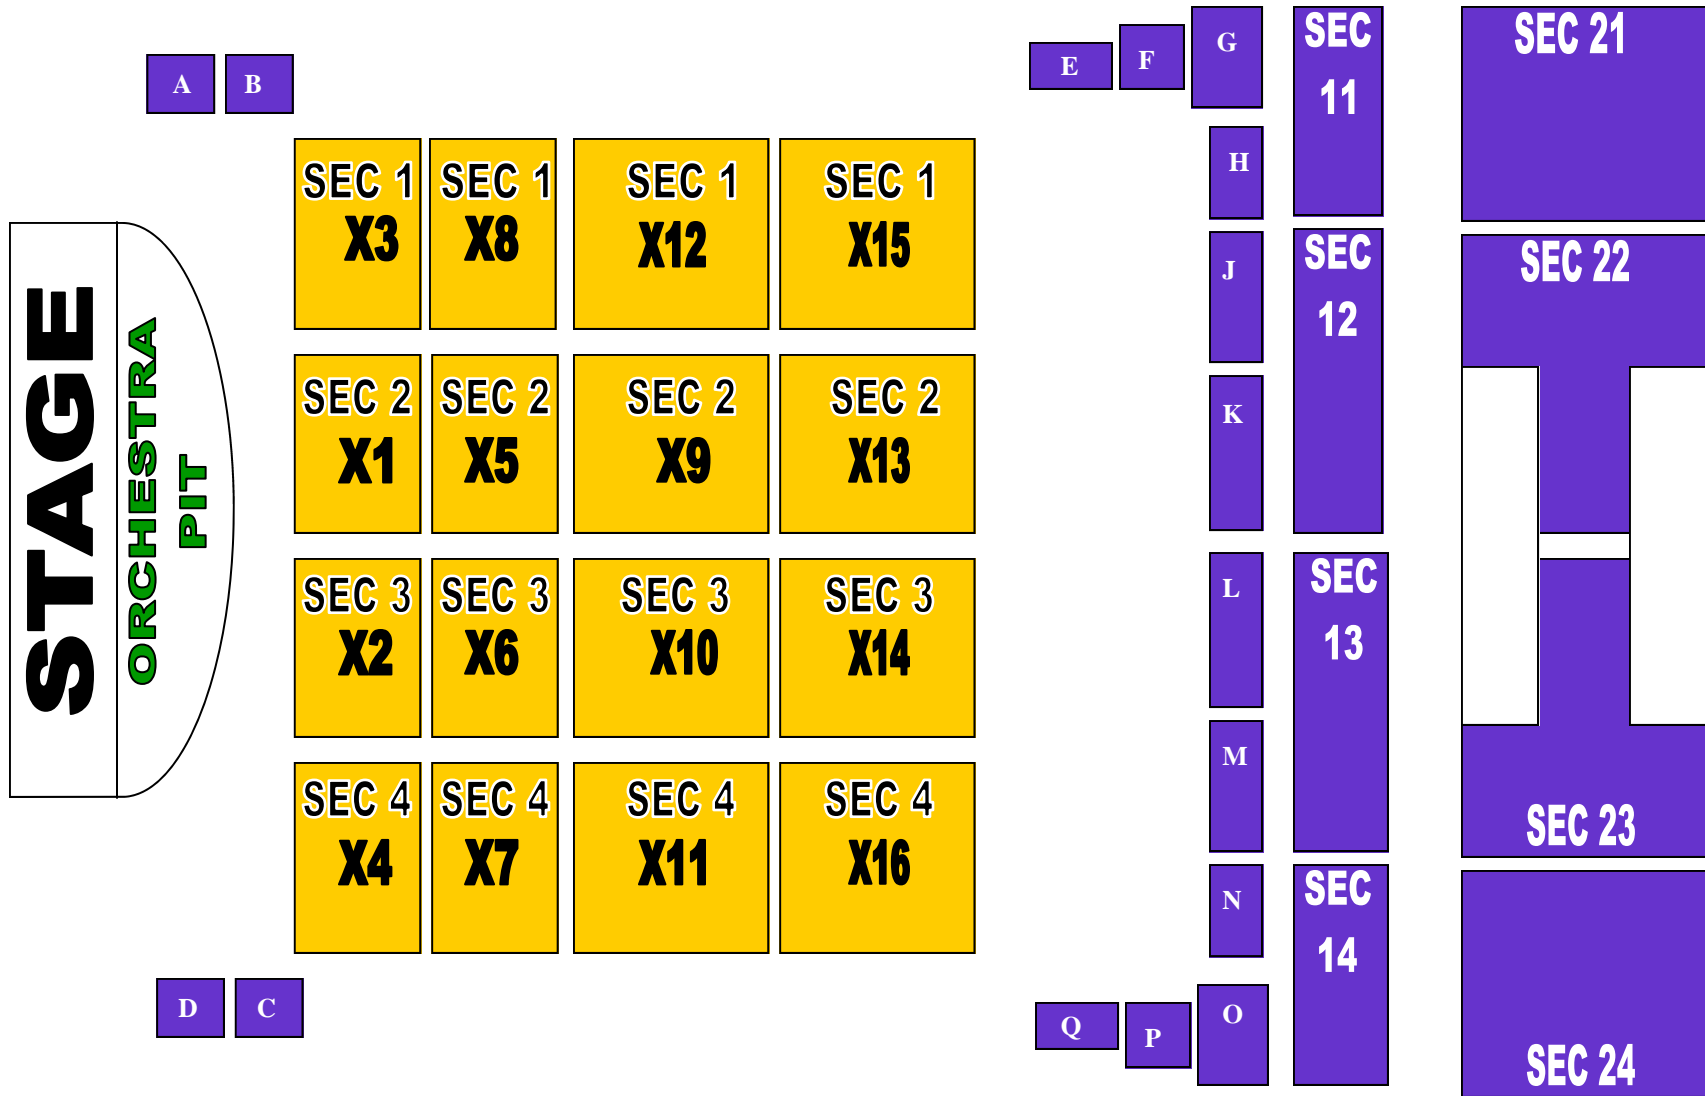 STAGE
ORCHESTRA
PIT
A
B
D
C
SEC 1
X3
SEC 1
X8
SEC 1
X12
SEC 1
X15
SEC 2
X1
SEC 2
X5
SEC 2
X9
SEC 2
X13
SEC 3
X2
SEC 3
X6
SEC 3
X10
SEC 3
X14
SEC 4
X4
SEC 4
X7
SEC 4
X11
SEC 4
X16
E
F
G
H
J
K
L
M
N
O
P
Q
SEC
11
SEC
12
SEC
13
SEC
14
SEC 21
SEC 22
SEC 23
SEC 24